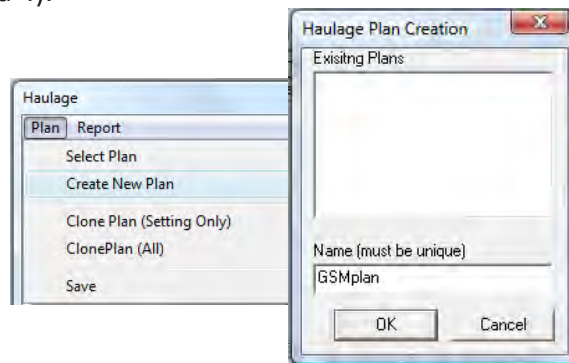 Haulage
Plan Report
Select Plan
Create New Plan
Clone Plan (Setting Only)
ClonePlan (All)
Save
Haulage Plan Creation
Exisitng Plans
Name (must be unique)
GSMplan
OK Cancel